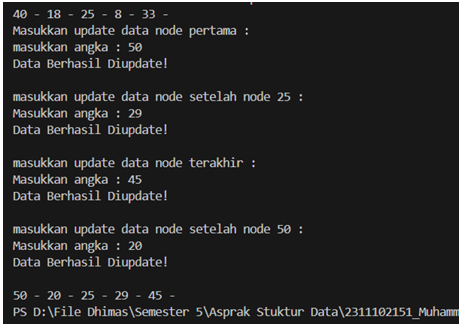 40 - 18 - 25 - 8 - 33 -
Masukkan update data node pertama :
masukkan angka : 50
Data Berhasil Diupdate!
masukkan update data node setelah node 25 :
Masukkan angka : 29
Data Berhasil Diupdate!
masukkan update data node terakhir :
Masukkan angka : 45
Data Berhasil Diupdate!
masukkan update data node setelah node 50 :
Masukkan angka : 20
Data Berhasil Diupdate!
50 - 20 - 25 - 29 - 45 -
PS D:\File Dhimas\Semester 5\Asprak Stuktur Data\2311102151_Muhamm